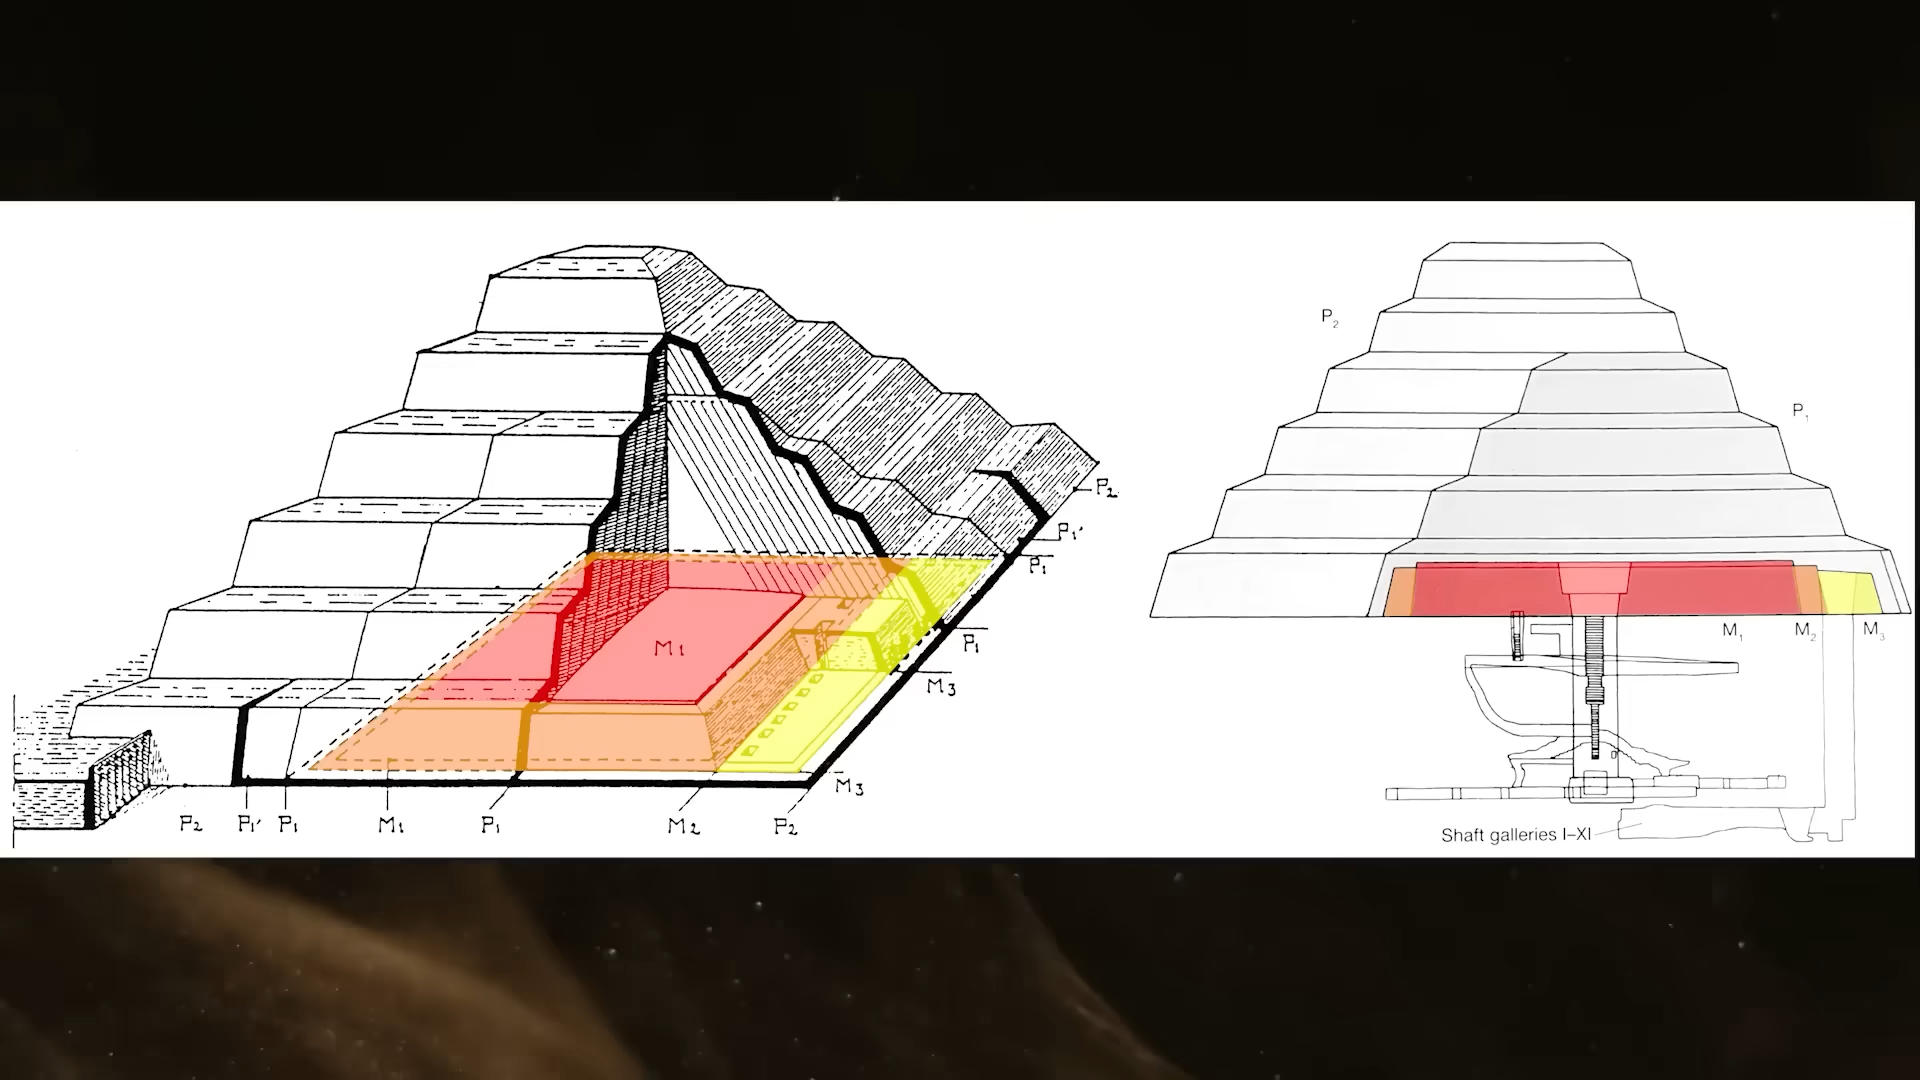 M1
P2
P1'
P1
P1
M3
M3
P2 P1' P1 M1 P1 M2 P2
P2
P1
M1 M2 M3
Shaft galleries I–XI